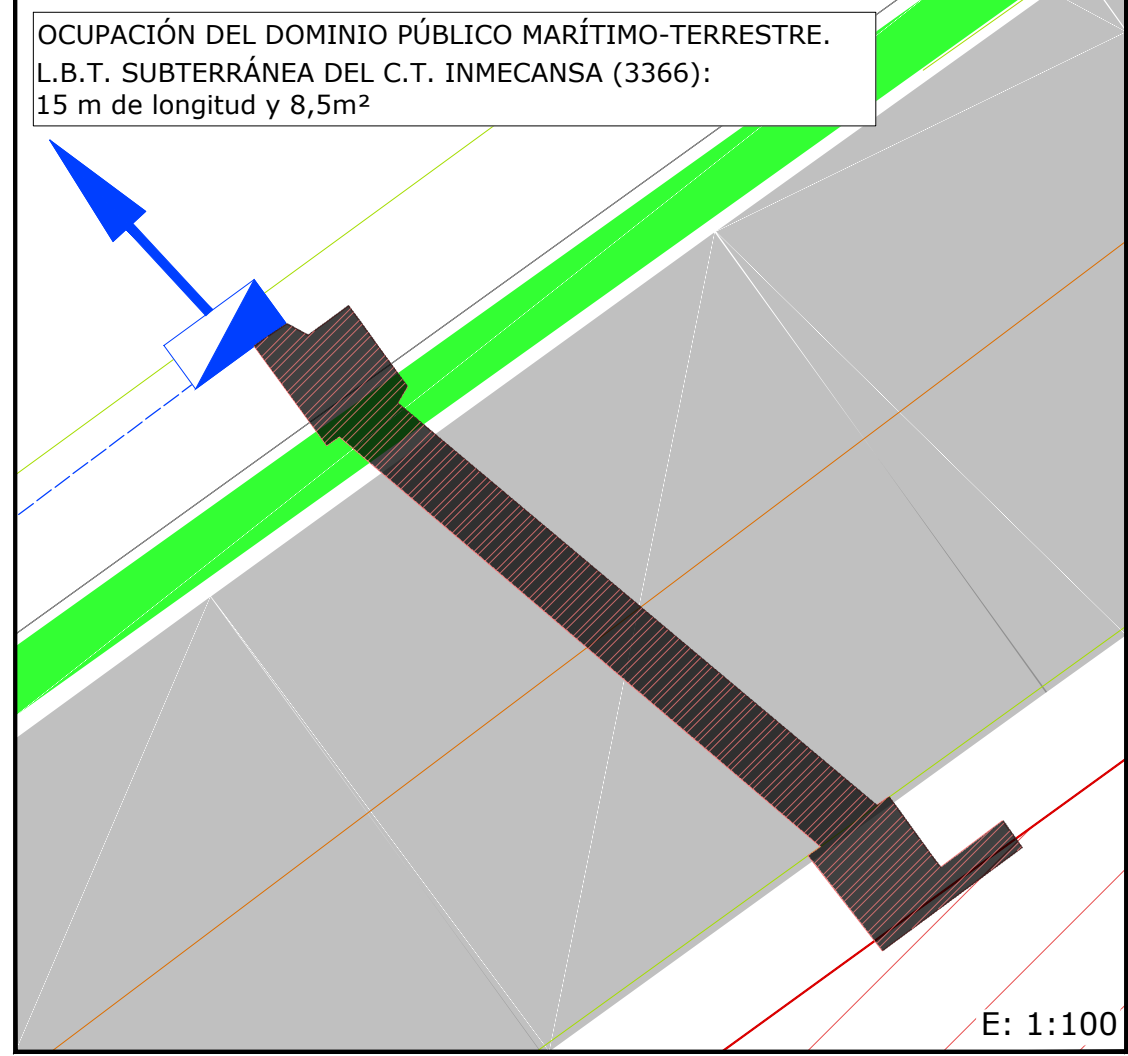 OCUPACIÓN DEL DOMINIO PÚBLICO MARÍTIMO-TERRESTRE.
L.B.T. SUBTERRÁNEA DEL C.T. INMECANSA (3366):
15 m de longitud y 8,5m²
E: 1:100